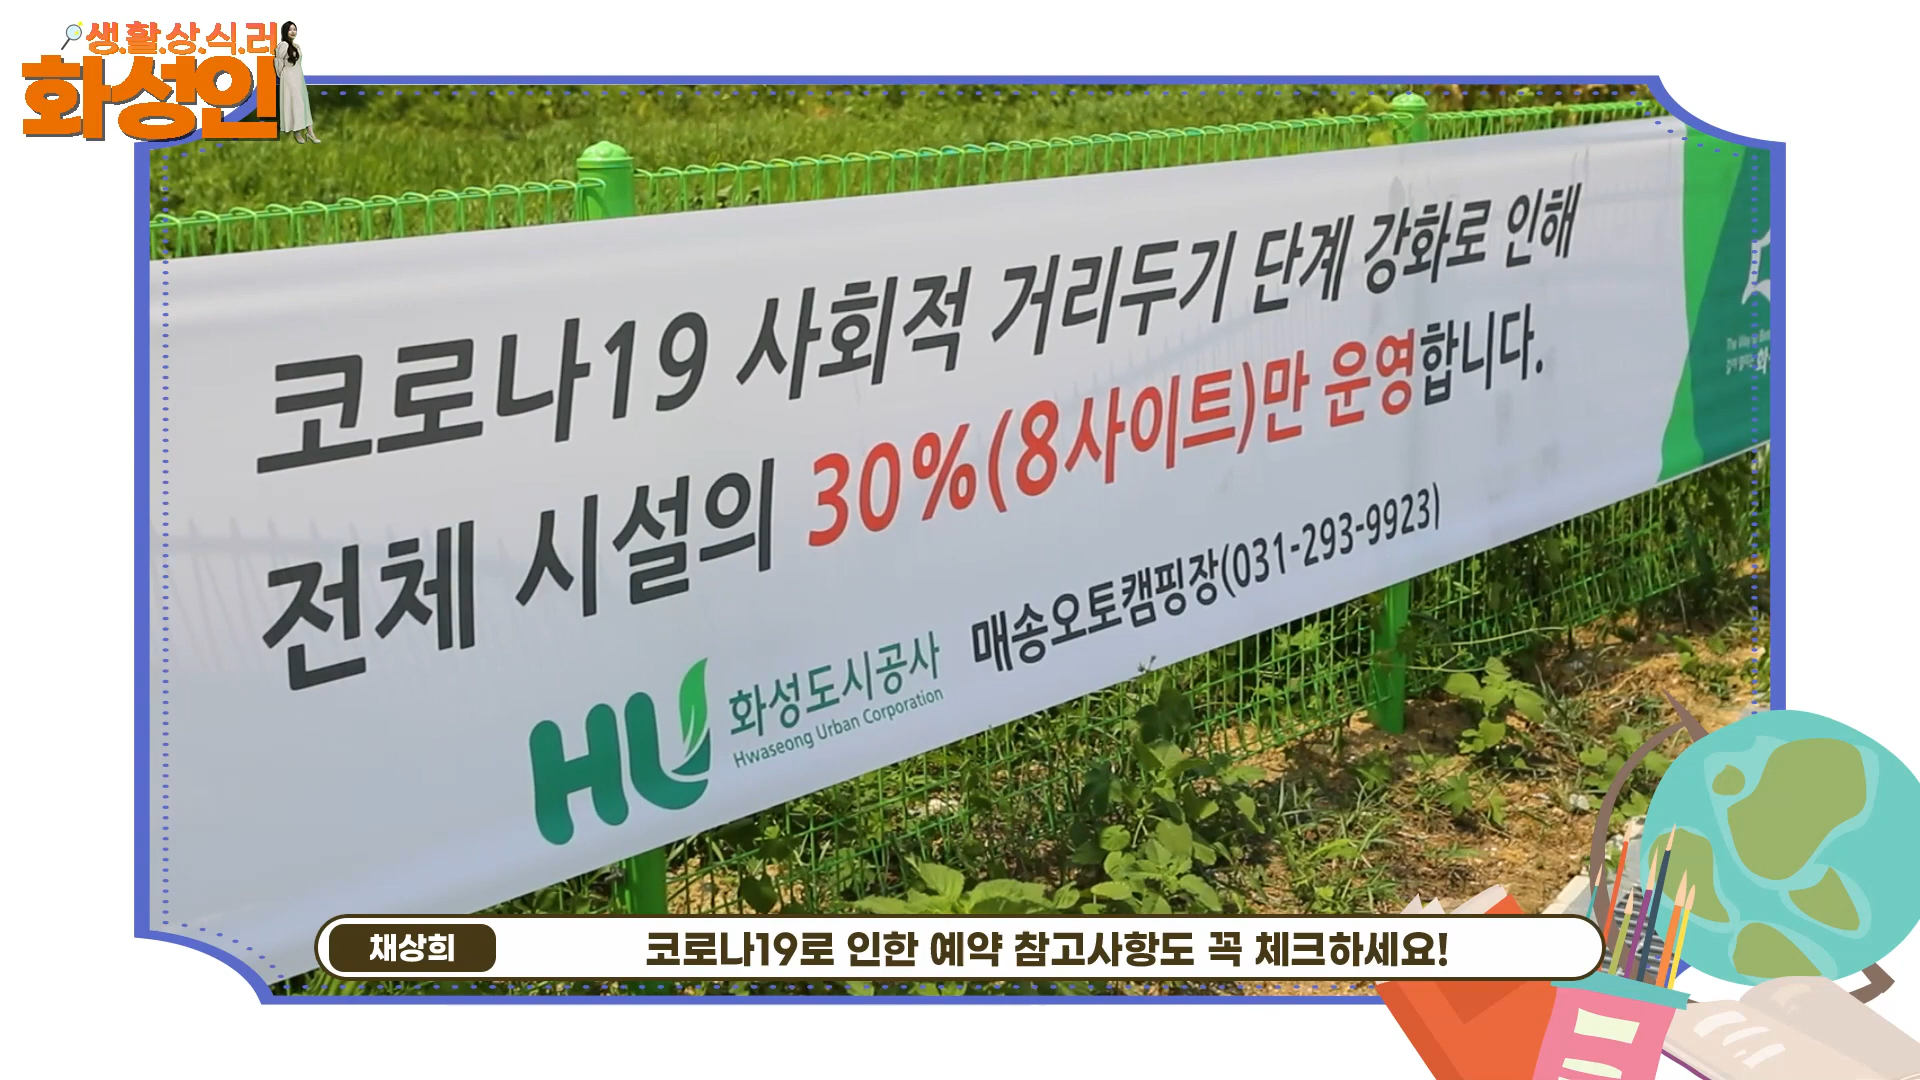 생.활.상.식.러
화성인
코로나19 사회적 거리두기 단계 강화로 인해
전체 시설의 30%(8사이트)만 운영합니다.
HU 화성도시공사 매송오토캠핑장(031-293-9923)
Hwaseong Urban Corporation
The Way to
채상희 코로나19로 인한 예약 참고사항도 꼭 체크하세요!